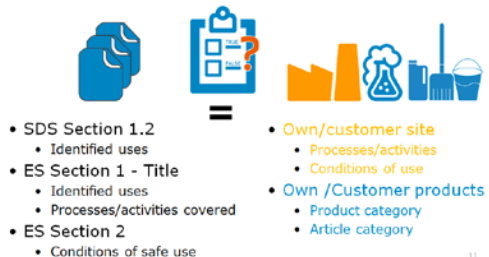 TRUE
FALSE
?
=
• SDS Section 1.2
• Identified uses
• ES Section 1 - Title
• Identified uses
• Processes/activities covered
• ES Section 2
• Conditions of safe use
• Own/customer site
• Processes/activities
• Conditions of use
• Own /Customer products
• Product category
• Article category
11